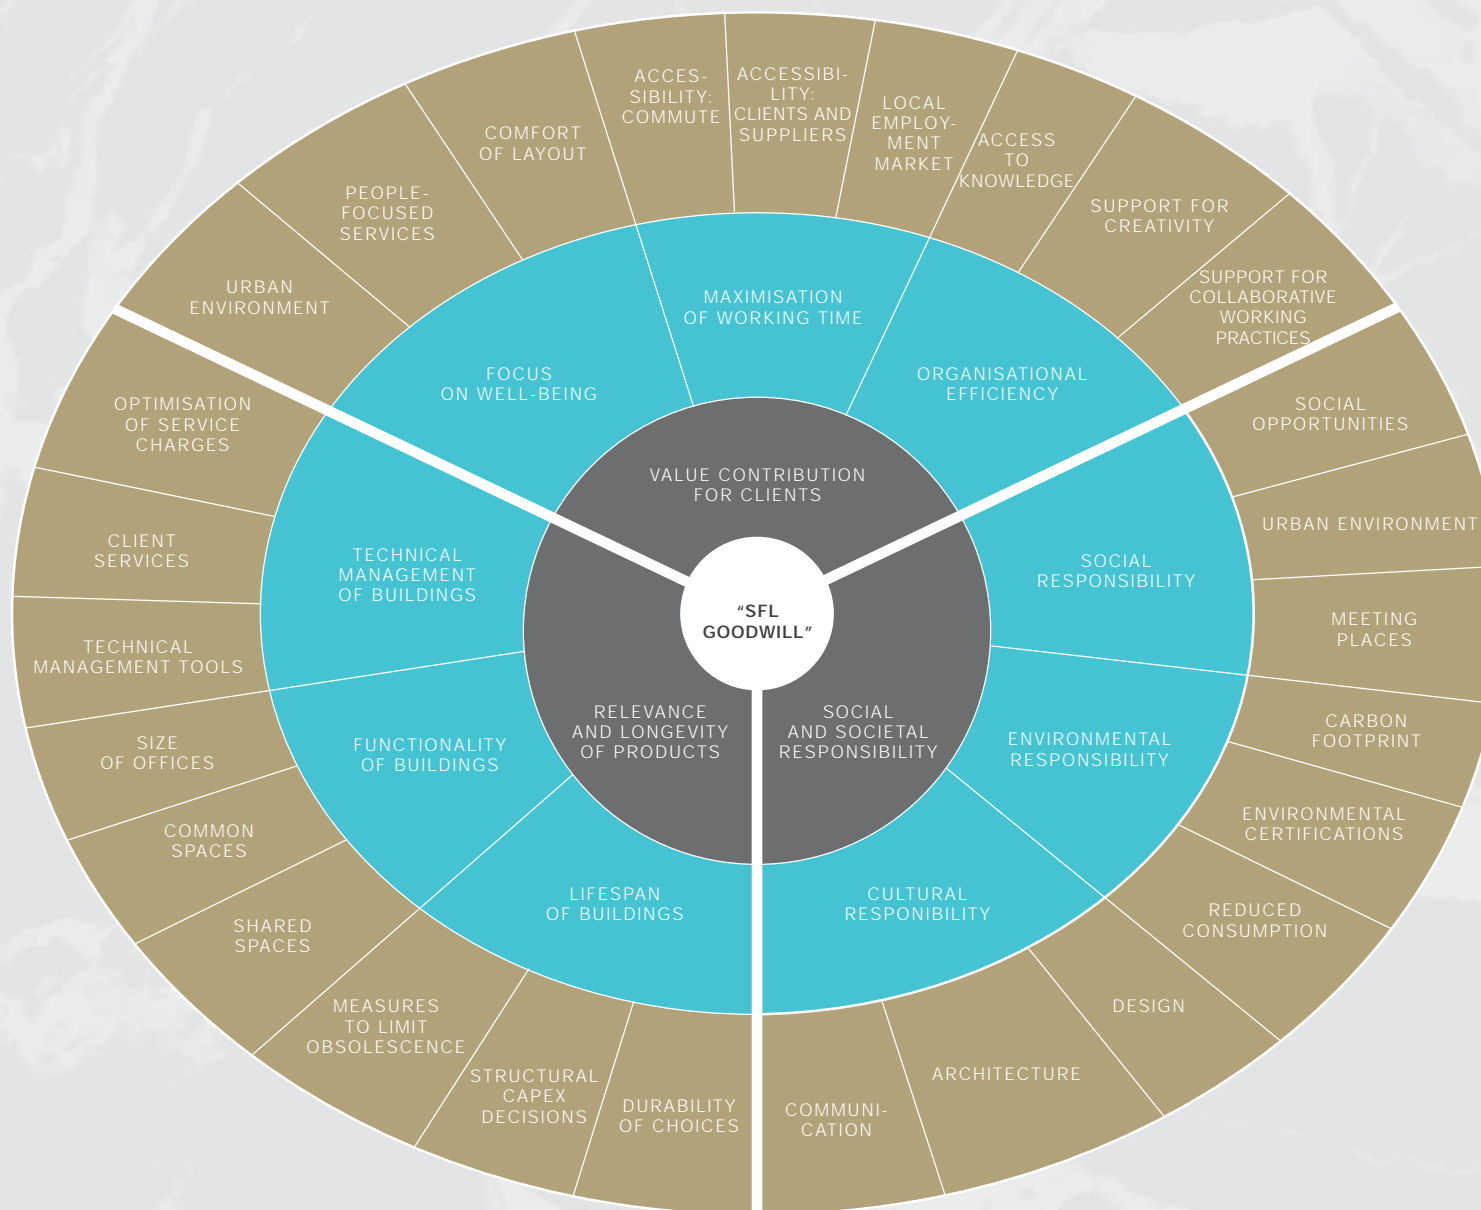 ACCES-
SIBILITY:
COMMUTE
ACCESSIBI-
LITY:
CLIENTS AND
SUPPLIERS
LOCAL
EMPLOY-
MENT
MARKET
ACCESS
TO
KNOWLEDGE
SUPPORT FOR
CREATIVITY
SUPPORT FOR
COLLABORATIVE
WORKING
PRACTICES
COMFORT
OF LAYOUT
PEOPLE-
FOCUSED
SERVICES
URBAN
ENVIRONMENT
MAXIMISATION
OF WORKING TIME
FOCUS
ON WELL-BEING
ORGANISATIONAL
EFFICIENCY
VALUE CONTRIBUTION
FOR CLIENTS
OPTIMISATION
OF SERVICE
CHARGES
CLIENT
SERVICES
TECHNICAL
MANAGEMENT TOOLS
SIZE
OF OFFICES
COMMON
SPACES
SHARED
SPACES
MEASURES
TO LIMIT
OBSOLESCENCE
STRUCTURAL
CAPEX
DECISIONS
DURABILITY
OF CHOICES
TECHNICAL
MANAGEMENT
OF BUILDINGS
FUNCTIONALITY
OF BUILDINGS
LIFESPAN
OF BUILDINGS
RELEVANCE
AND LONGEVITY
OF PRODUCTS
“SFL
GOODWILL”
SOCIAL
AND SOCIETAL
RESPONSIBILITY
SOCIAL
RESPONSIBILITY
ENVIRONMENTAL
RESPONSIBILITY
CULTURAL
RESPONIBILITY
SOCIAL
OPPORTUNITIES
URBAN ENVIRONMENT
MEETING
PLACES
CARBON
FOOTPRINT
ENVIRONMENTAL
CERTIFICATIONS
REDUCED
CONSUMPTION
DESIGN
ARCHITECTURE
COMMUNI-
CATION